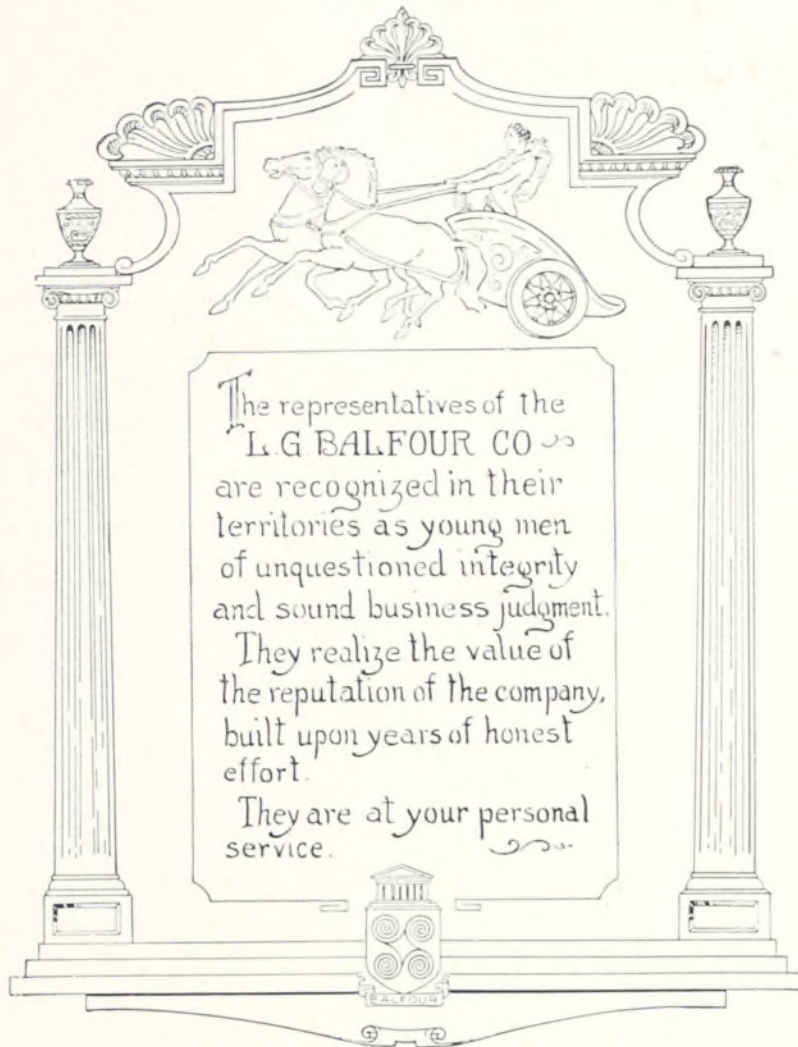 The representatives of the
L.G. BALFOUR CO
are recognized in their
territories as young men
of unquestioned integrity
and sound business judgment.
They realize the value of
the reputation of the company,
built upon years of honest
effort.
They are at your personal
service.
BALFOUR